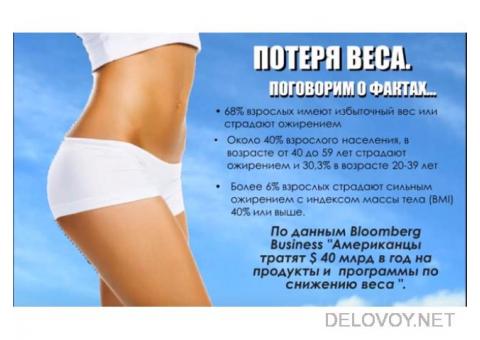 ПОТЕРЯ ВЕСА.
ПОГОВОРИМ О ФАКТАХ...
• 68% взрослых имеют избыточный вес или
страдают ожирением
• Около 40% взрослого населения, в
возрасте от 40 до 59 лет страдают
ожирением и 30,3% в возрасте 20-39 лет
• Более 6% взрослых страдают сильным
ожирением с индексом массы тела (BMI)
40% или выше.
По данным Bloomberg
Business "Американцы
тратят $ 40 млрд в год на
продукты и программы по
снижению веса ".
DELOVOY.NET